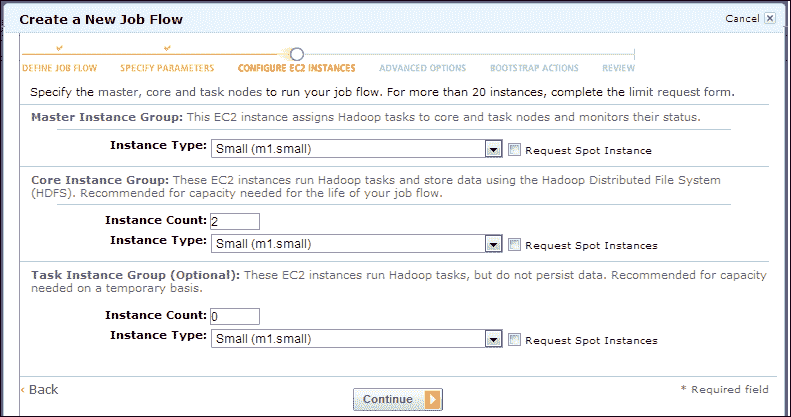 Create a New Job Flow
Cancel
DEFINE JOB FLOW SPECIFY PARAMETERS CONFIGURE EC2 INSTANCES ADVANCED OPTIONS BOOTSTRAP ACTIONS REVIEW
Specify the master, core and task nodes to run your job flow. For more than 20 instances, complete the limit request form.
Master Instance Group: This EC2 instance assigns Hadoop tasks to core and task nodes and monitors their status.
Instance Type: Small (m1.small) Request Spot Instance
Core Instance Group: These EC2 instances run Hadoop tasks and store data using the Hadoop Distributed File System
(HDFS). Recommended for capacity needed for the life of your job flow.
Instance Count: 2
Instance Type: Small (m1.small) Request Spot Instances
Task Instance Group (Optional): These EC2 instances run Hadoop tasks, but do not persist data. Recommended for capacity
needed on a temporary basis.
Instance Count: 0
Instance Type: Small (m1.small) Request Spot Instances
‹ Back
Continue
* Required field